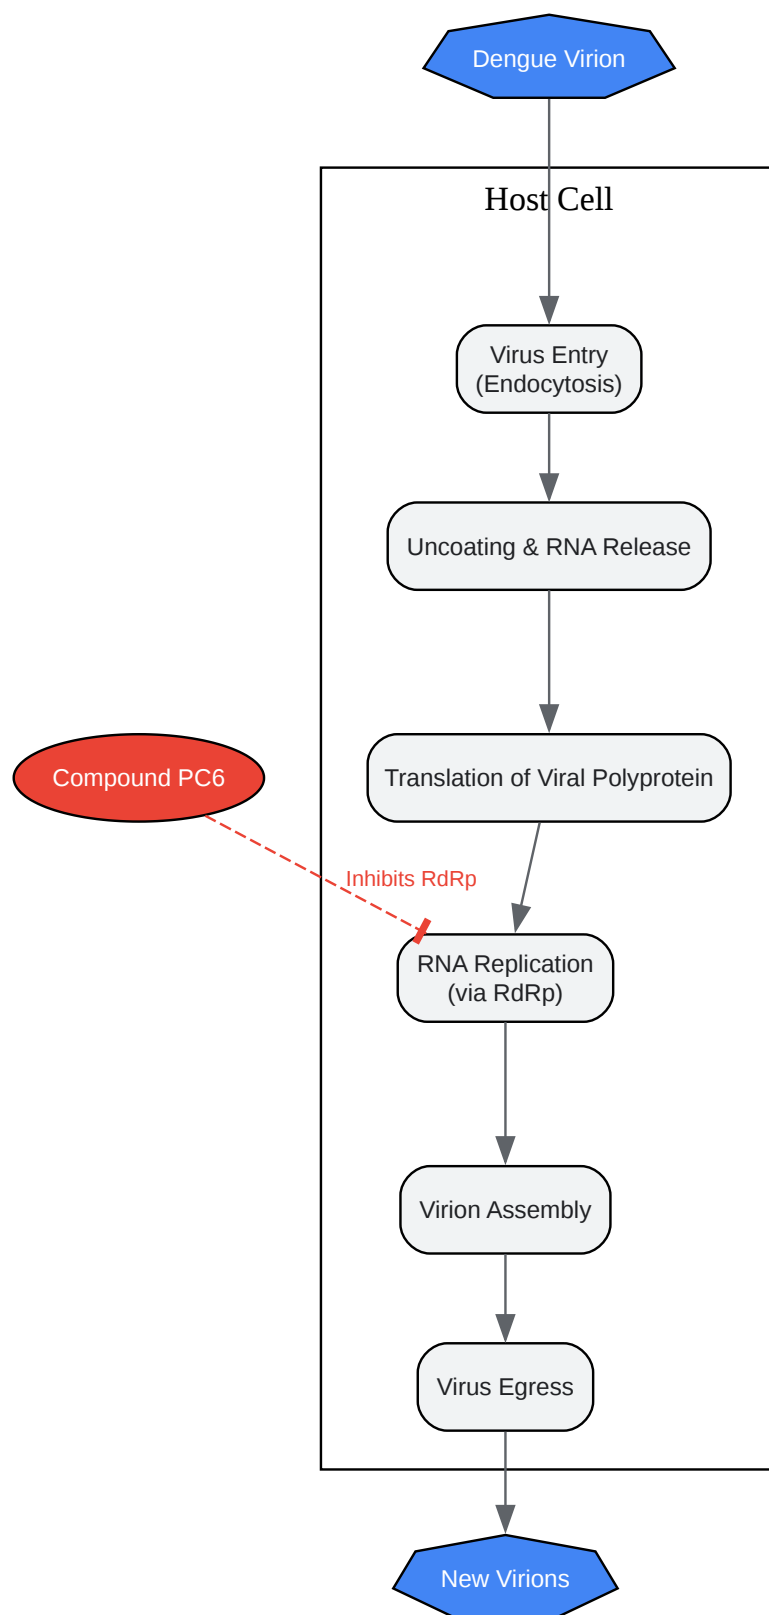 Dengue Virion
Host Cell
Virus Entry
(Endocytosis)
Uncoating & RNA Release
Compound PC6
Translation of Viral Polyprotein
Inhibits RdRp
RNA Replication
(via RdRp)
Virion Assembly
Virus Egress
New Virions